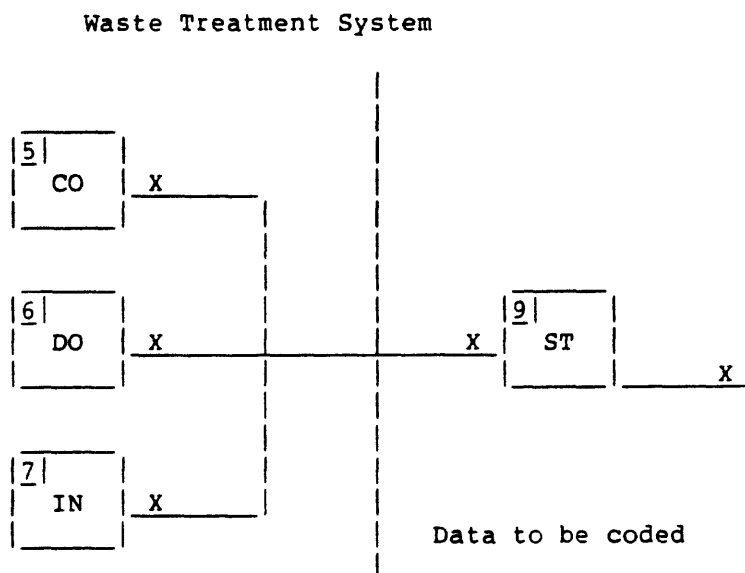 Waste Treatment System
5
CO X
6 9
DO X X ST
X
7
IN X
Data to be coded